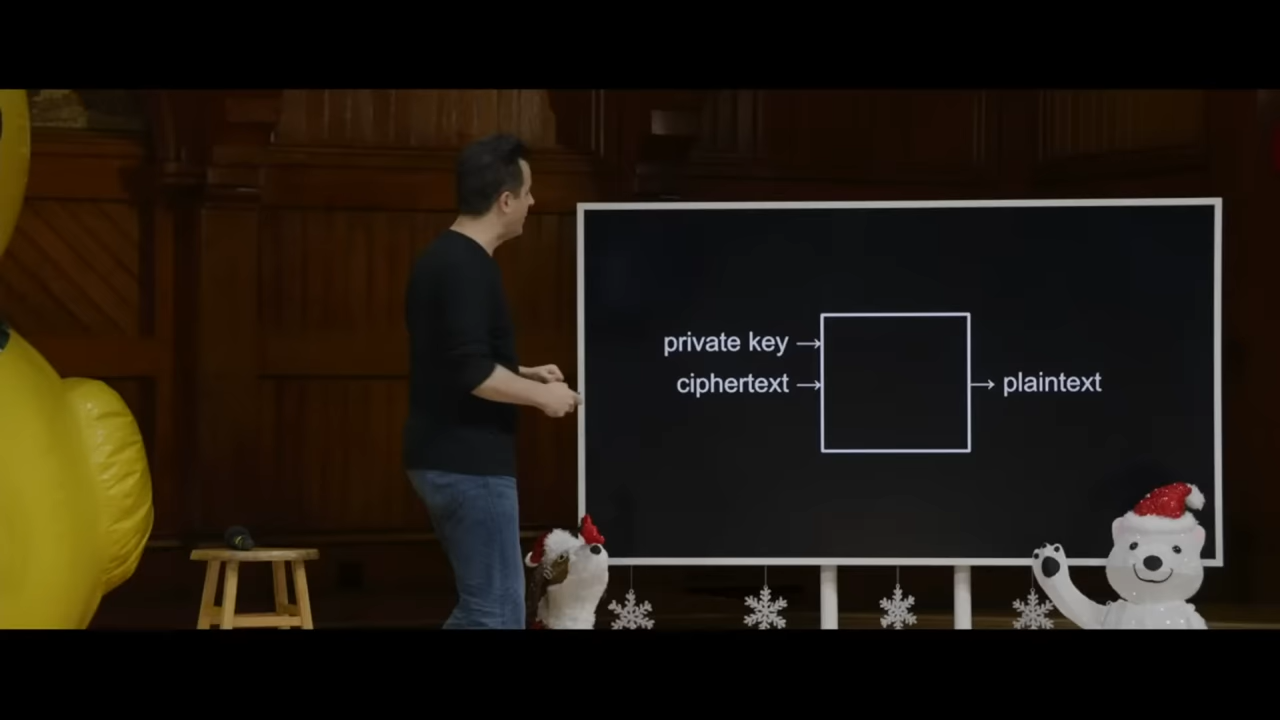 private key →
ciphertext →
→ plaintext